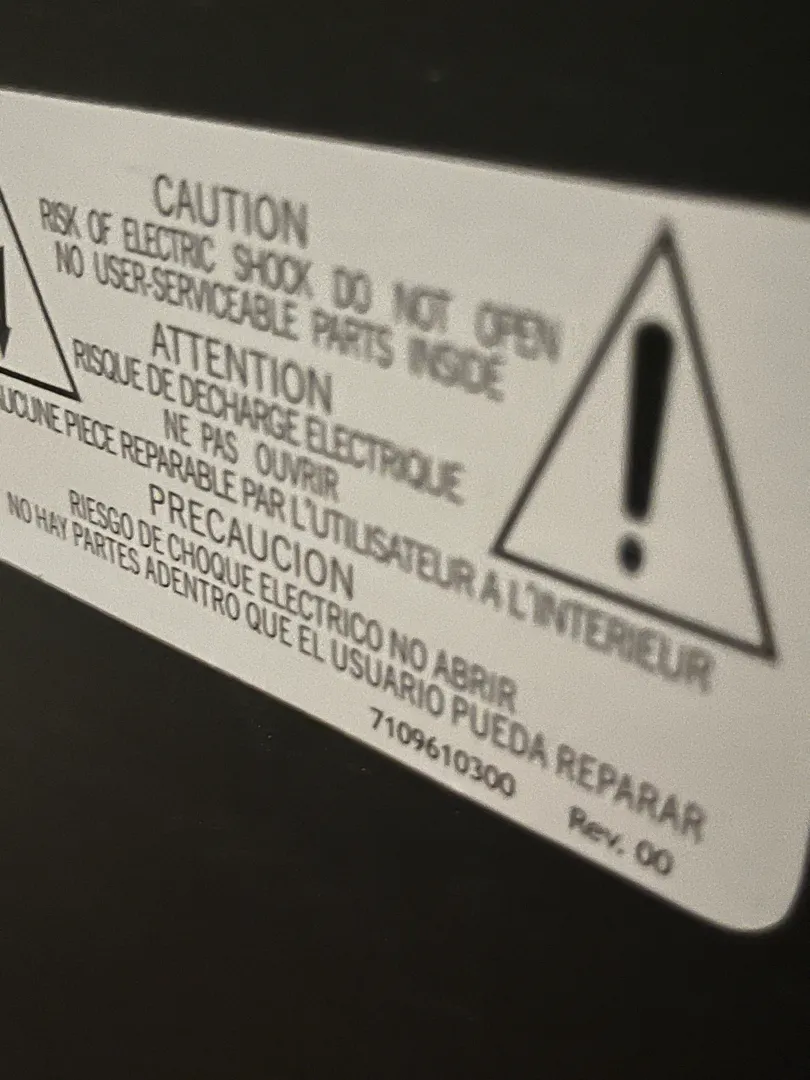 CAUTION
RISK OF ELECTRIC SHOCK DO NOT OPEN
NO USER-SERVICEABLE PARTS INSIDE
ATTENTION
RISQUE DE DECHARGE ELECTRIQUE
NE PAS OUVRIR
UCUNE PIECE REPARABLE PAR L'UTILISATEUR A L'INTERIEUR
PRECAUCION
RIESGO DE CHOQUE ELECTRICO NO ABRIR
NO HAY PARTES ADENTRO QUE EL USUARIO PUEDA REPARAR
7109610300 Rev. 00